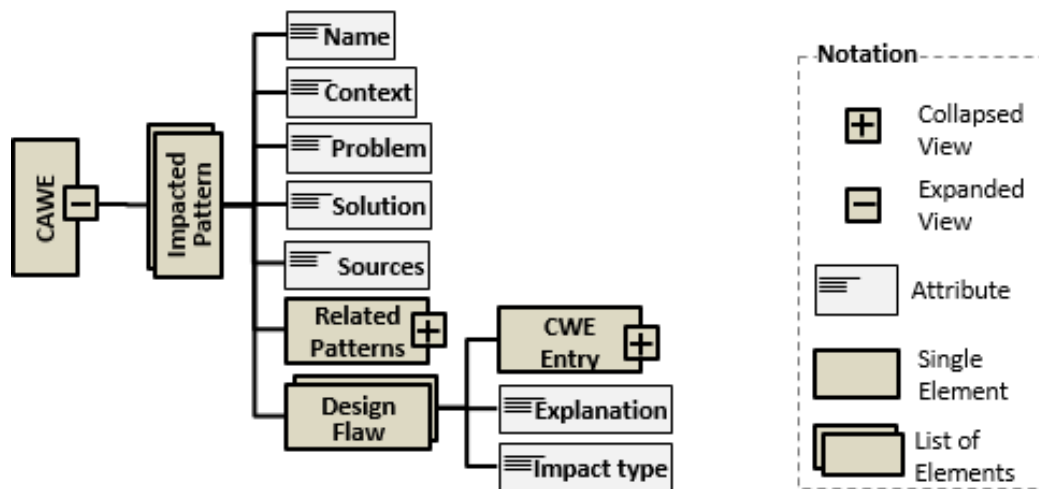 CAWE
Impacted
Pattern
Name
Context
Problem
Solution
Sources
Related
Patterns
Design
Flaw
CWE
Entry
Explanation
Impact type
Notation
Collapsed
View
Expanded
View
Attribute
Single
Element
List of
Elements